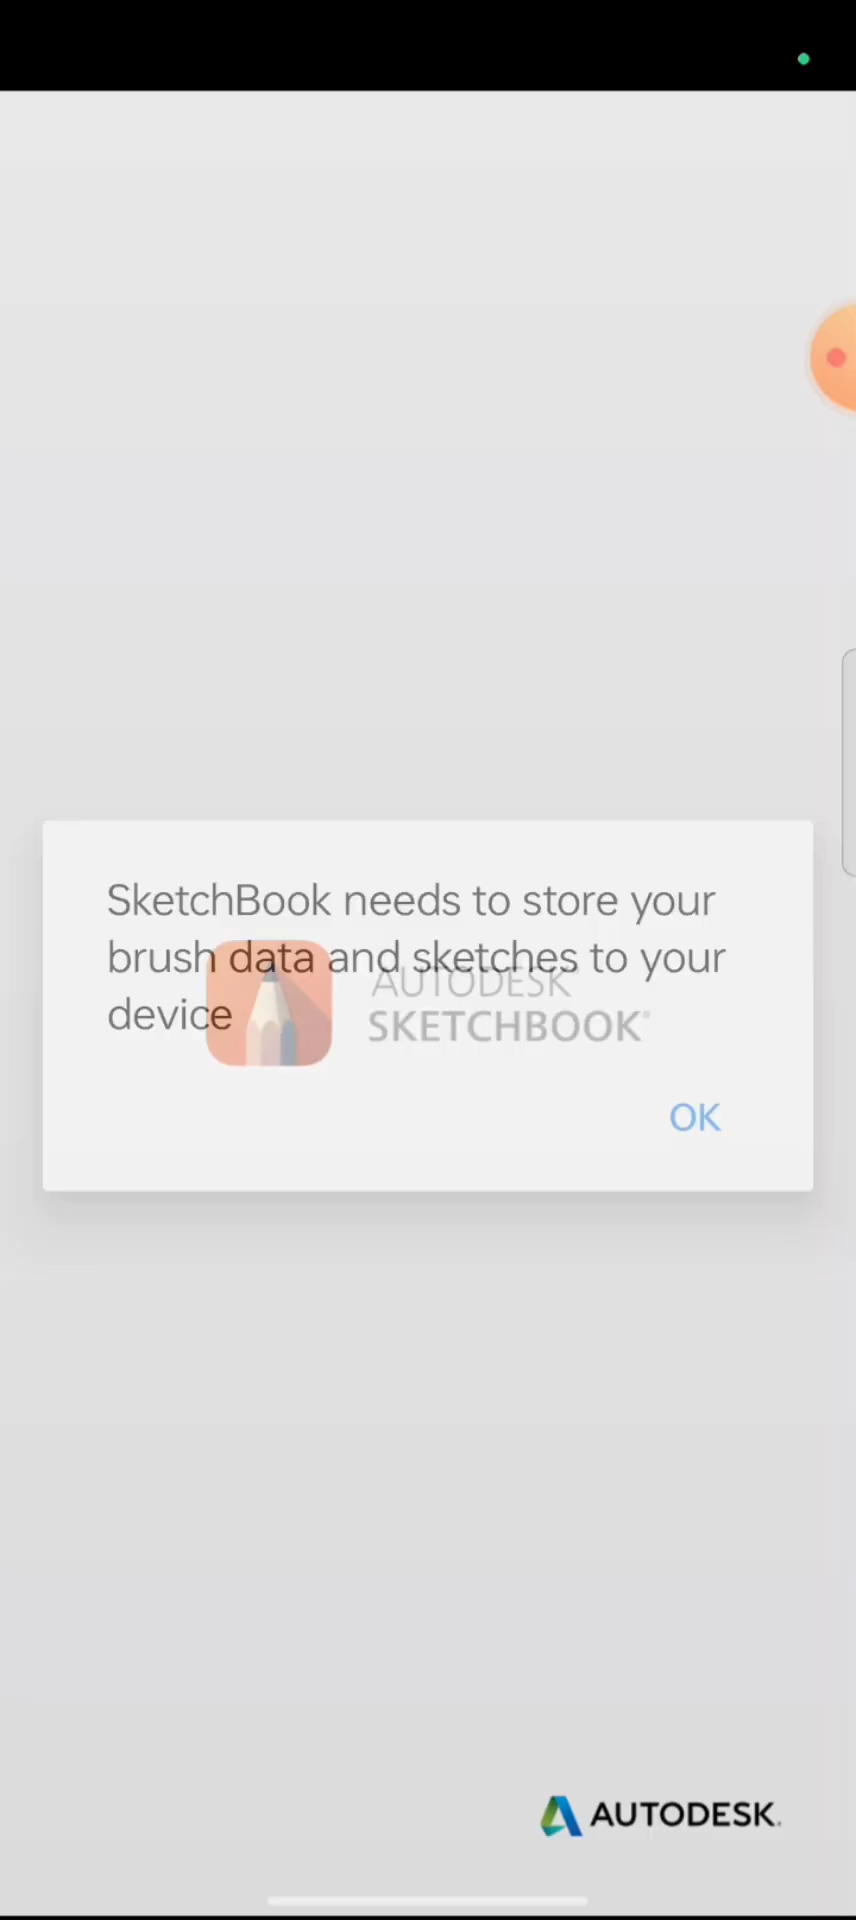 SketchBook needs to store your
brush data and sketches to your
device
AUTODESK
SKETCHBOOK®
OK
AUTODESK.